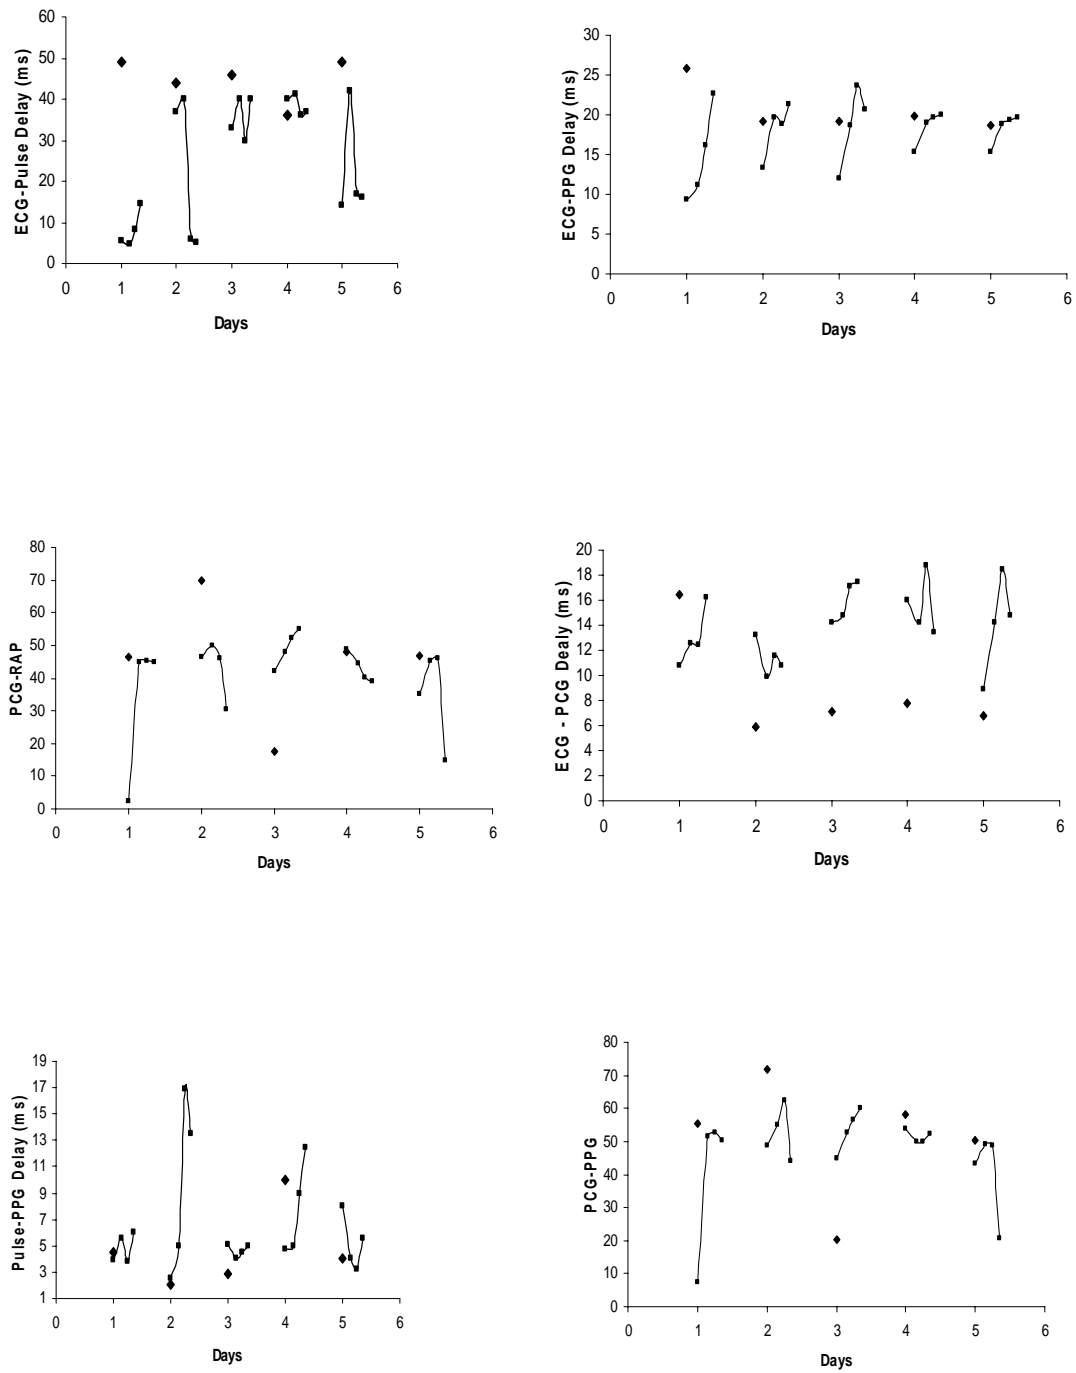 60
50
40
30
20
10
0
ECG-Pulse Delay (ms)
0 1 2 3 4 5 6
Days
30
25
20
15
10
5
0
ECG-PPG Delay (ms)
0 1 2 3 4 5 6
Days
80
70
60
50
40
30
20
10
0
PCG-RAP
0 1 2 3 4 5 6
Days
20
18
16
14
12
10
8
6
4
2
0
ECG - PCG Dealy (ms)
0 1 2 3 4 5 6
Days
19
17
15
13
11
9
7
5
3
1
Pulse-PPG Delay (ms)
0 1 2 3 4 5 6
Days
80
70
60
50
40
30
20
10
0
PCG-PPG
0 1 2 3 4 5 6
Days